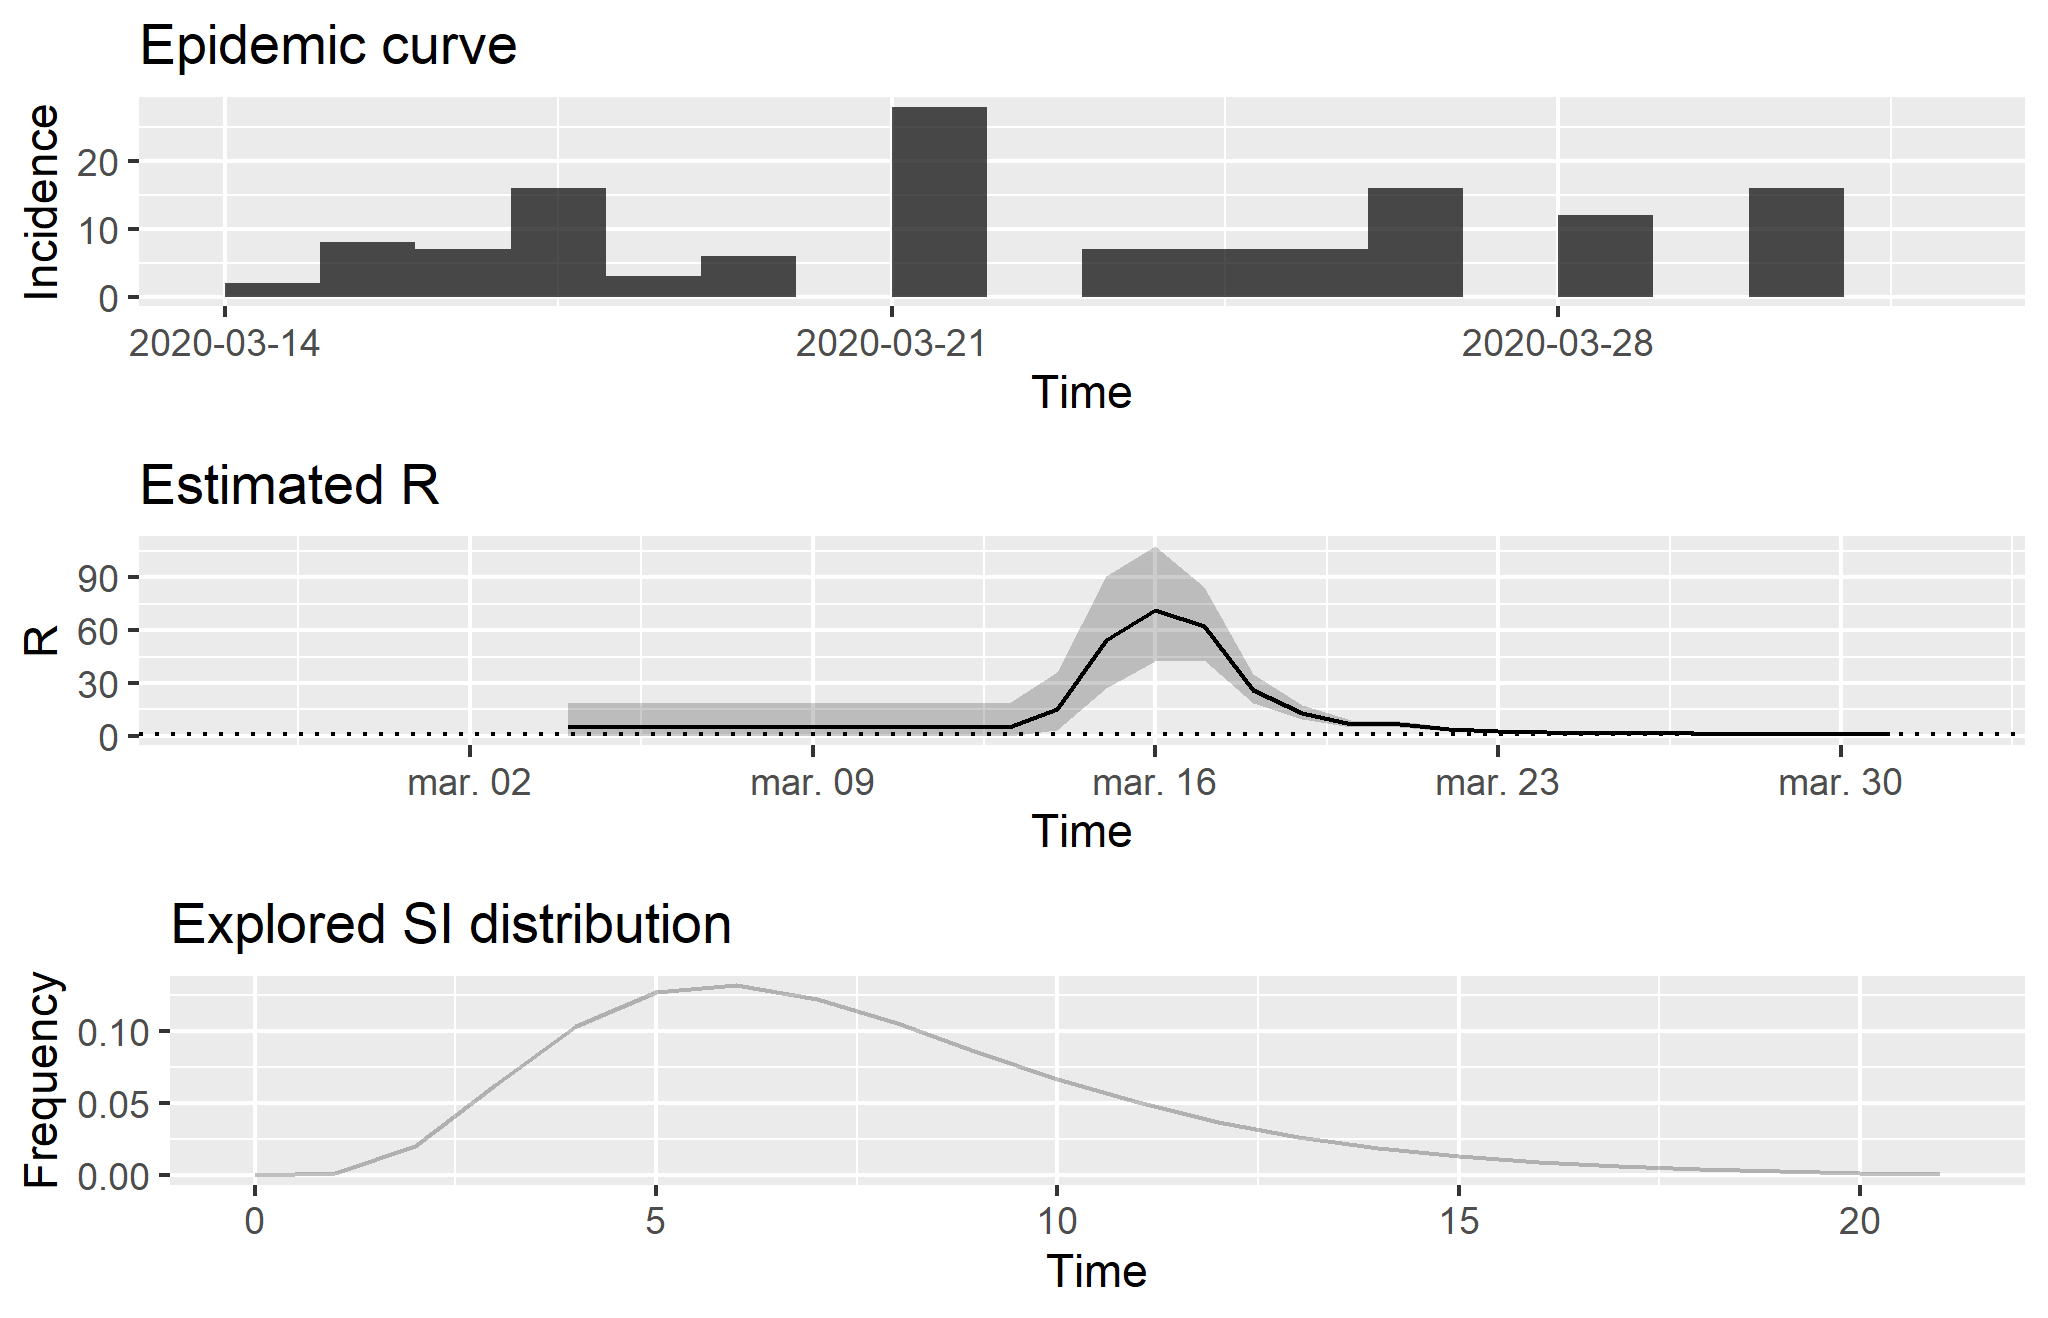 Epidemic curve
Incidence
20
10
0
2020-03-14 2020-03-21 2020-03-28
Time
Estimated R
R
90
60
30
0
mar. 02 mar. 09 mar. 16 mar. 23 mar. 30
Time
Explored SI distribution
Frequency
0.10
0.05
0.00
0 5 10 15 20
Time